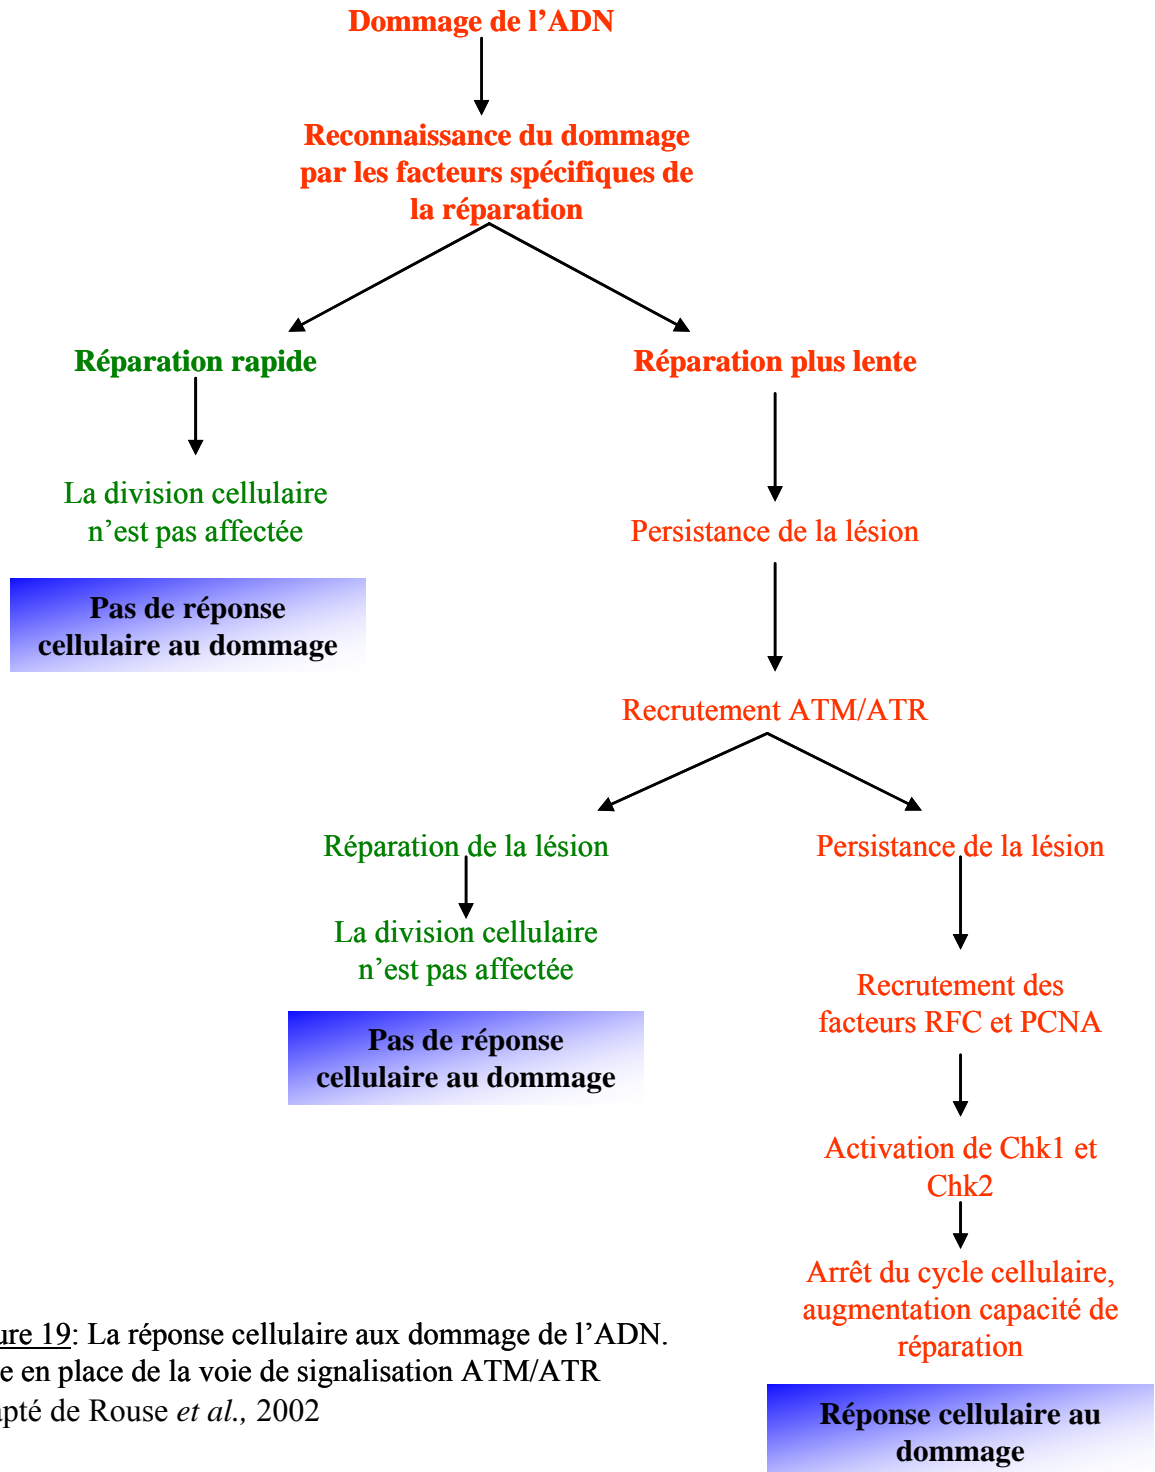 Dommage de l’ADN
Reconnaissance du dommage
par les facteurs spécifiques de
la réparation
Réparation rapide
Réparation plus lente
La division cellulaire
n’est pas affectée
Persistance de la lésion
Pas de réponse
cellulaire au dommage
Recrutement ATM/ATR
Réparation de la lésion
Persistance de la lésion
La division cellulaire
n’est pas affectée
Recrutement des
facteurs RFC et PCNA
Pas de réponse
cellulaire au dommage
Activation de Chk1 et
Chk2
Arrêt du cycle cellulaire,
augmentation capacité de
réparation
ure 19: La réponse cellulaire aux dommage de l’ADN.
e en place de la voie de signalisation ATM/ATR
apté de Rouse et al., 2002
Réponse cellulaire au
dommage